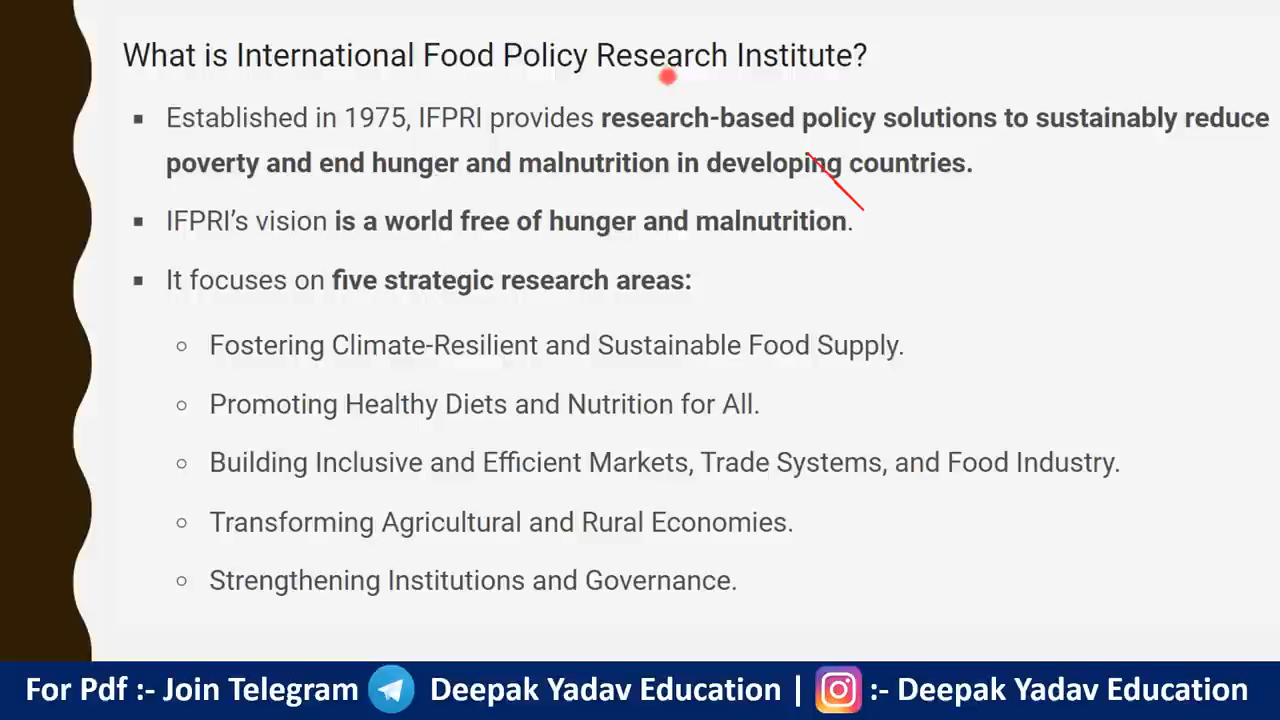 What is International Food Policy Research Institute?
▪ Established in 1975, IFPRI provides research-based policy solutions to sustainably reduce
poverty and end hunger and malnutrition in developing countries.
▪ IFPRI’s vision is a world free of hunger and malnutrition.
▪ It focuses on five strategic research areas:
○ Fostering Climate-Resilient and Sustainable Food Supply.
○ Promoting Healthy Diets and Nutrition for All.
○ Building Inclusive and Efficient Markets, Trade Systems, and Food Industry.
○ Transforming Agricultural and Rural Economies.
○ Strengthening Institutions and Governance.
For Pdf :- Join Telegram Deepak Yadav Education | :- Deepak Yadav Education